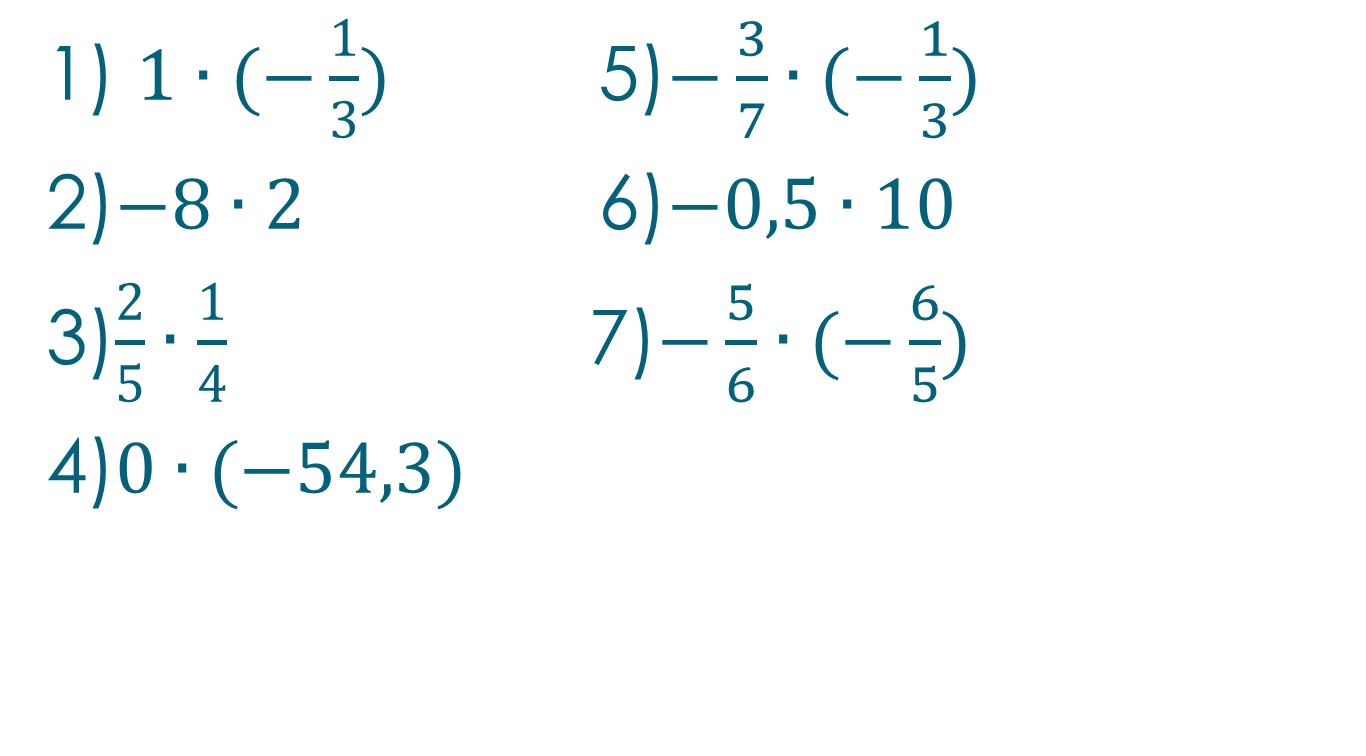 1) 1 · (− 1/3)
2) −8 · 2
3) 2/5 · 1/4
4) 0 · (−54,3)
5) − 3/7 · (− 1/3)
6) −0,5 · 10
7) − 5/6 · (− 6/5)